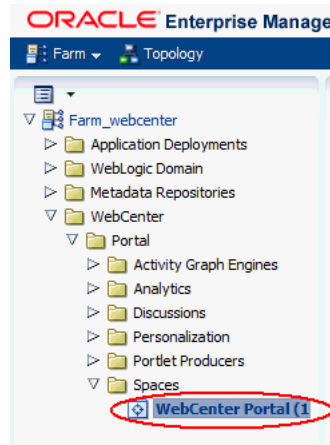 ORACLE Enterprise Manage
Farm Topology
Farm_webcenter
Application Deployments
WebLogic Domain
Metadata Repositories
WebCenter
Portal
Activity Graph Engines
Analytics
Discussions
Personalization
Portlet Producers
Spaces
WebCenter Portal (1